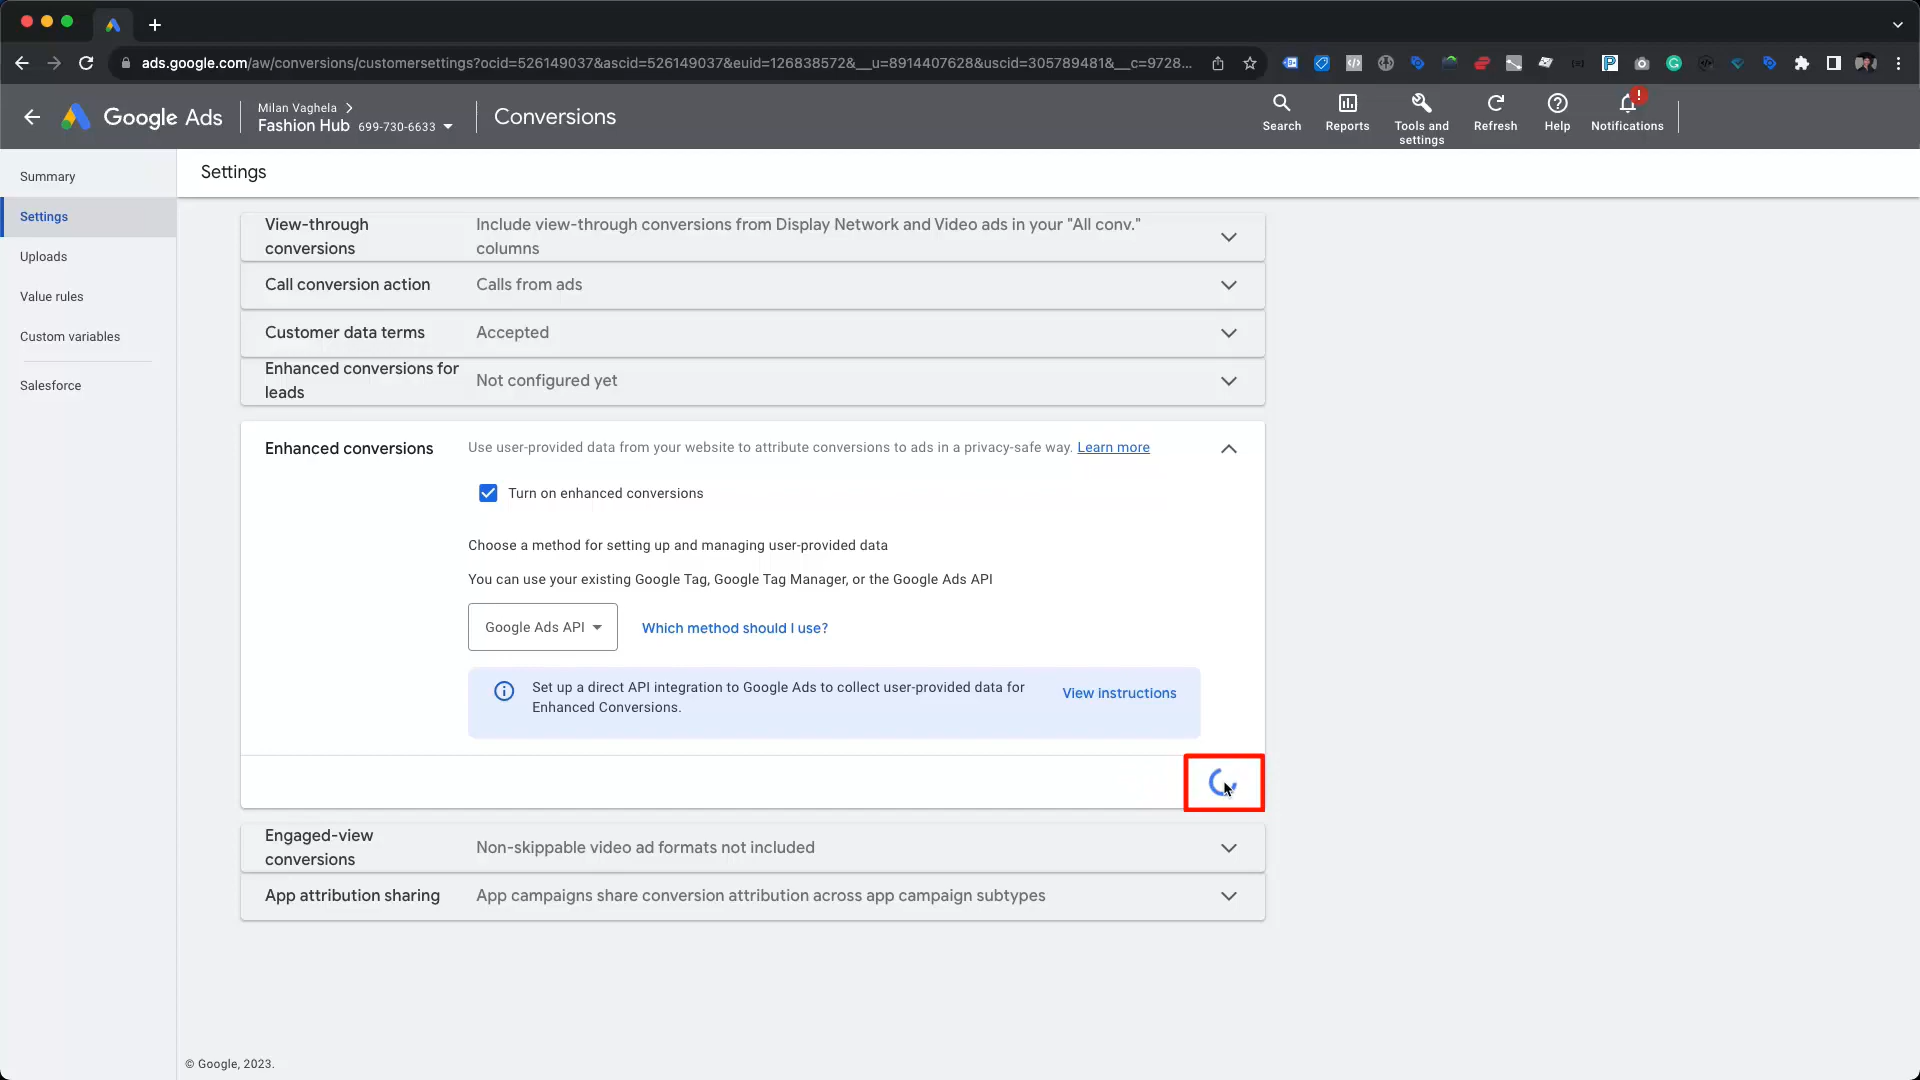 ads.google.com/aw/conversions/customersettings?ocid=526149037&ascid=526149037&euid=126838572&__u=8914407628&uscid=305789481&__c=9728...
Google Ads
Milan Vaghela
Fashion Hub 699-730-6633
Conversions
Search
Reports
Tools and
settings
Refresh
Help
!
Notifications
Summary
Settings
Uploads
Value rules
Custom variables
Salesforce
Settings
View-through
conversions
Include view-through conversions from Display Network and Video ads in your "All conv."
columns
Call conversion action
Calls from ads
Customer data terms
Accepted
Enhanced conversions for
leads
Not configured yet
Enhanced conversions
Use user-provided data from your website to attribute conversions to ads in a privacy-safe way. Learn more
Turn on enhanced conversions
Choose a method for setting up and managing user-provided data
You can use your existing Google Tag, Google Tag Manager, or the Google Ads API
Google Ads API
Which method should I use?
Set up a direct API integration to Google Ads to collect user-provided data for
Enhanced Conversions.
View instructions
Engaged-view
conversions
Non-skippable video ad formats not included
App attribution sharing
App campaigns share conversion attribution across app campaign subtypes
© Google, 2023.